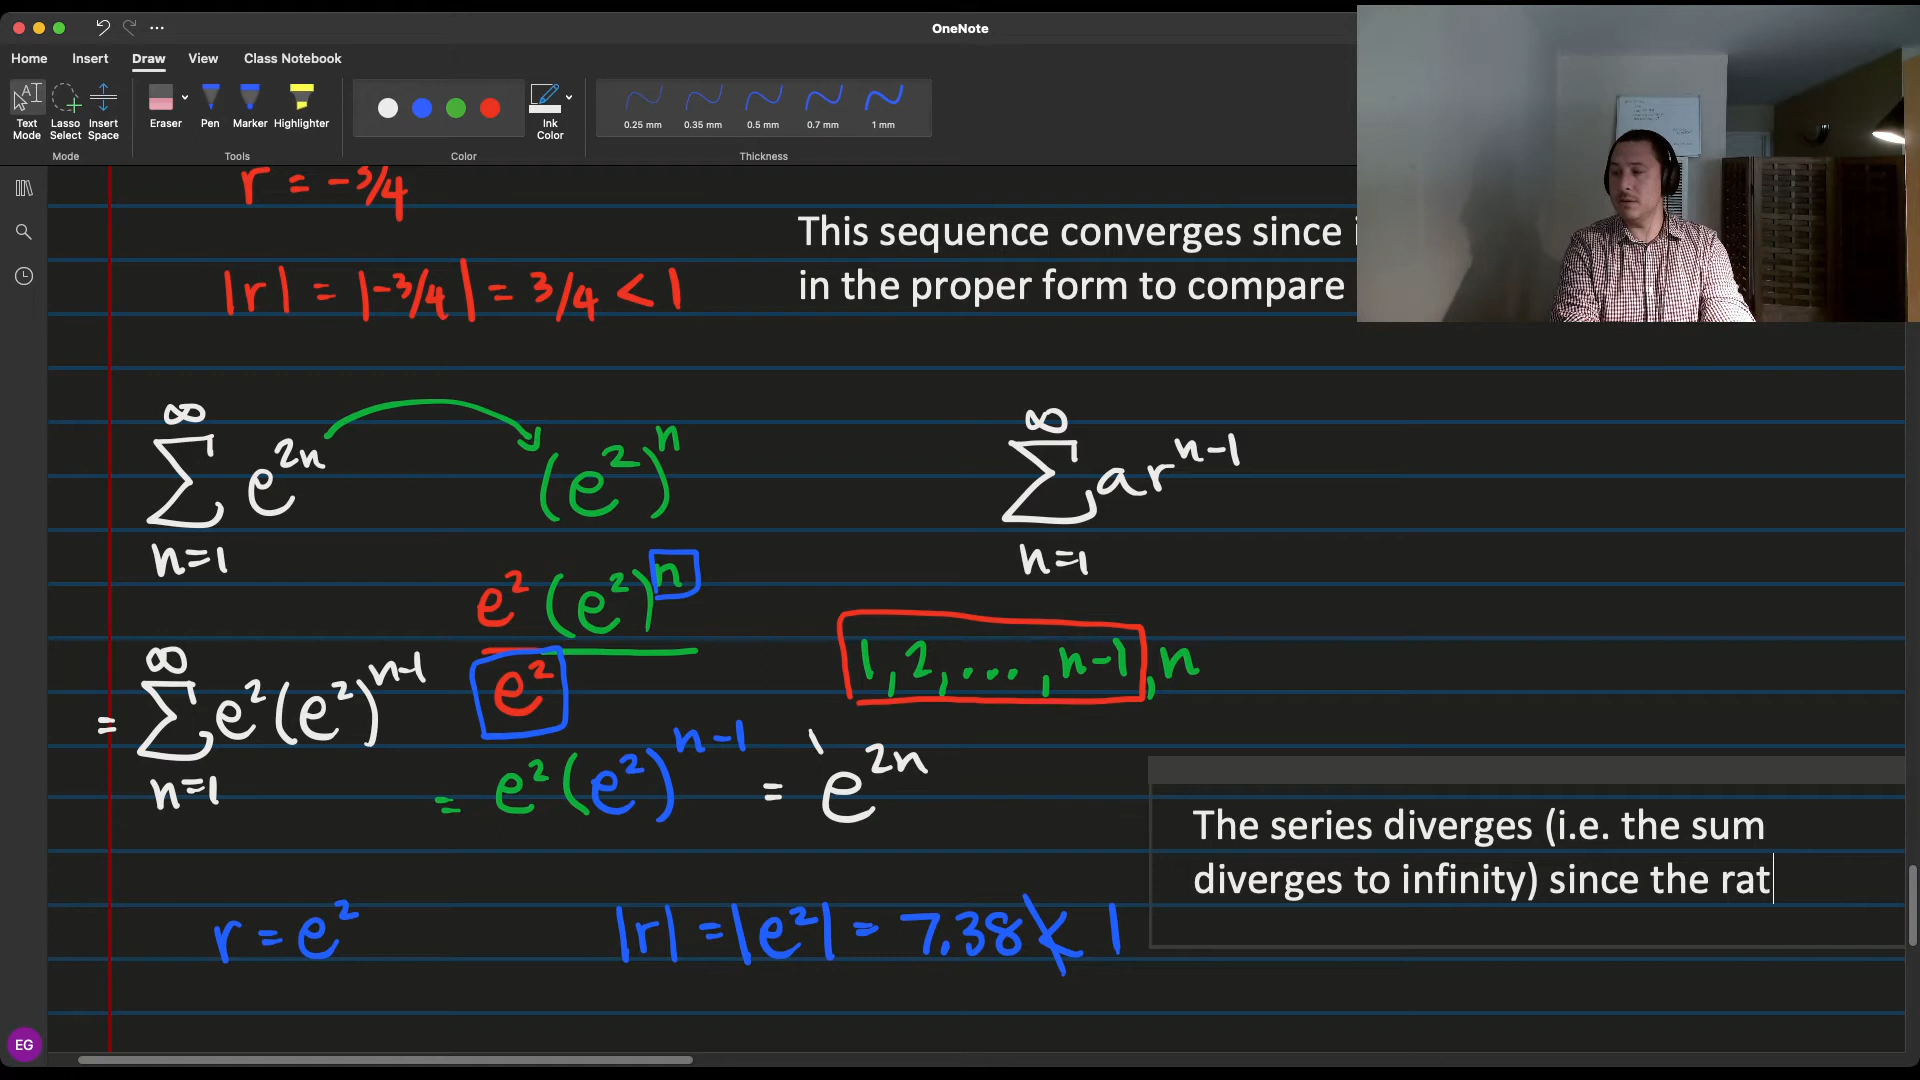 OneNote
Home Insert Draw View Class Notebook
Text Mode
Lasso Select
Insert Space
Eraser
Pen
Marker
Highlighter
Ink Color
0.25 mm
0.35 mm
0.5 mm
0.7 mm
1 mm
Mode
Tools
Color
Thickness
r = -3/4
This sequence converges since i
in the proper form to compare
|r| = |-3/4| = 3/4 < 1
∞
∑ e^{2n}
n=1
(e^2)^n
∞
∑ ar^{n-1}
n=1
e^2 (e^2)^n
e^2
1, 2, ..., n-1, n
∞
= ∑ e^2(e^2)^{n-1}
n=1
= e^2(e^2)^{n-1} = e^{2n}
The series diverges (i.e. the sum
diverges to infinity) since the rat
r = e^2
|r| = |e^2| = 7.38 ≮ 1
EG